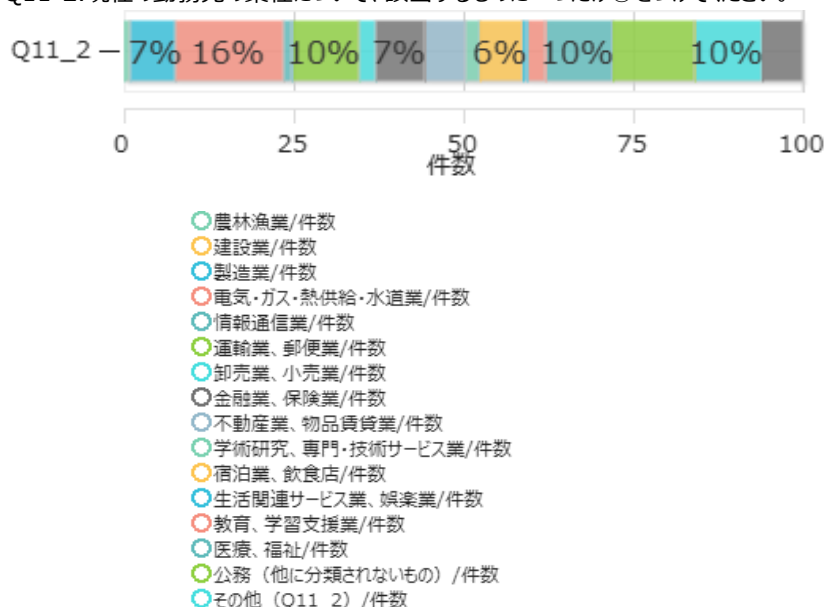 Q11_2 7% 16% 10% 7% 6% 10% 10%
0 25 50 75 100
件数
農林漁業/件数
建設業/件数
製造業/件数
電気・ガス・熱供給・水道業/件数
情報通信業/件数
運輸業、郵便業/件数
卸売業、小売業/件数
金融業、保険業/件数
不動産業、物品賃貸業/件数
学術研究、専門・技術サービス業/件数
宿泊業、飲食店/件数
生活関連サービス業、娯楽業/件数
教育、学習支援業/件数
医療、福祉/件数
公務（他に分類されないもの）/件数
その他（Q11_2）/件数